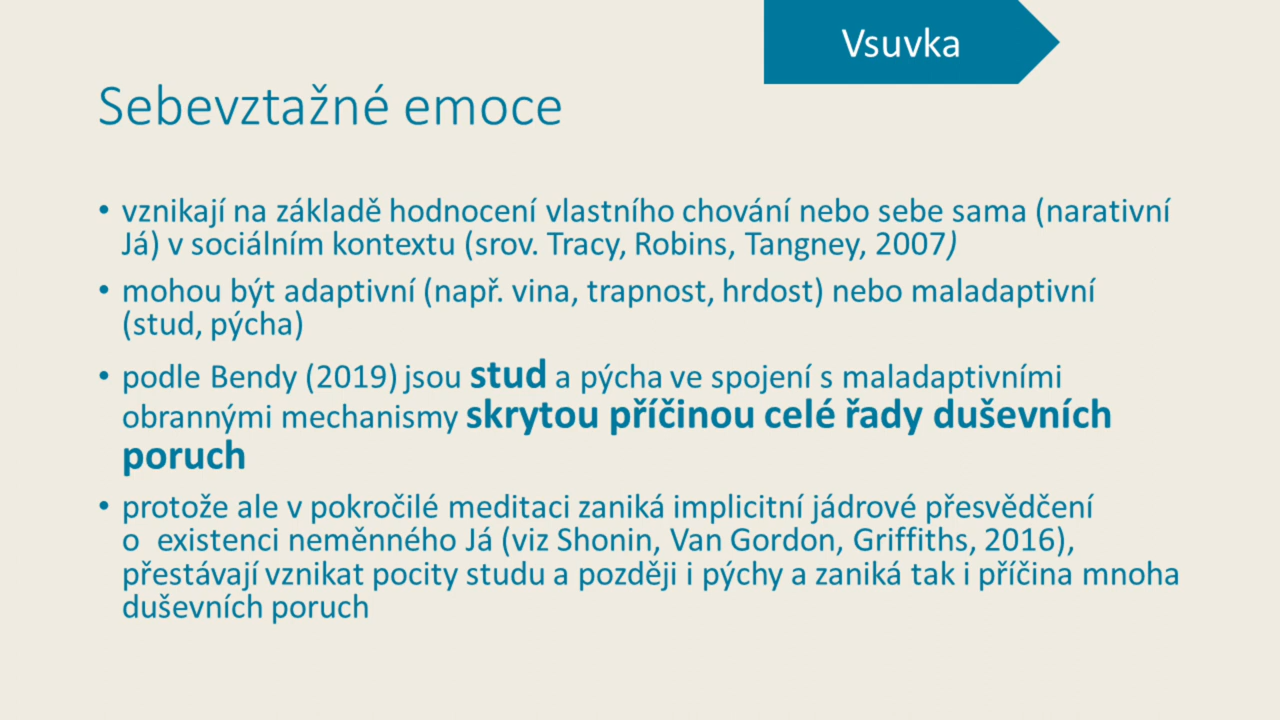 Vsuvka
Sebevztažné emoce
• vznikají na základě hodnocení vlastního chování nebo sebe sama (narativní
Já) v sociálním kontextu (srov. Tracy, Robins, Tangney, 2007)
• mohou být adaptivní (např. vina, trapnost, hrdost) nebo maladaptivní
(stud, pýcha)
• podle Bendy (2019) jsou stud a pýcha ve spojení s maladaptivními
obrannými mechanismy skrytou příčinou celé řady duševních
poruch
• protože ale v pokročilé meditaci zaniká implicitní jádrové přesvědčení
o existenci neměnného Já (viz Shonin, Van Gordon, Griffiths, 2016),
přestávají vznikat pocity studu a později i pýchy a zaniká tak i příčina mnoha
duševních poruch